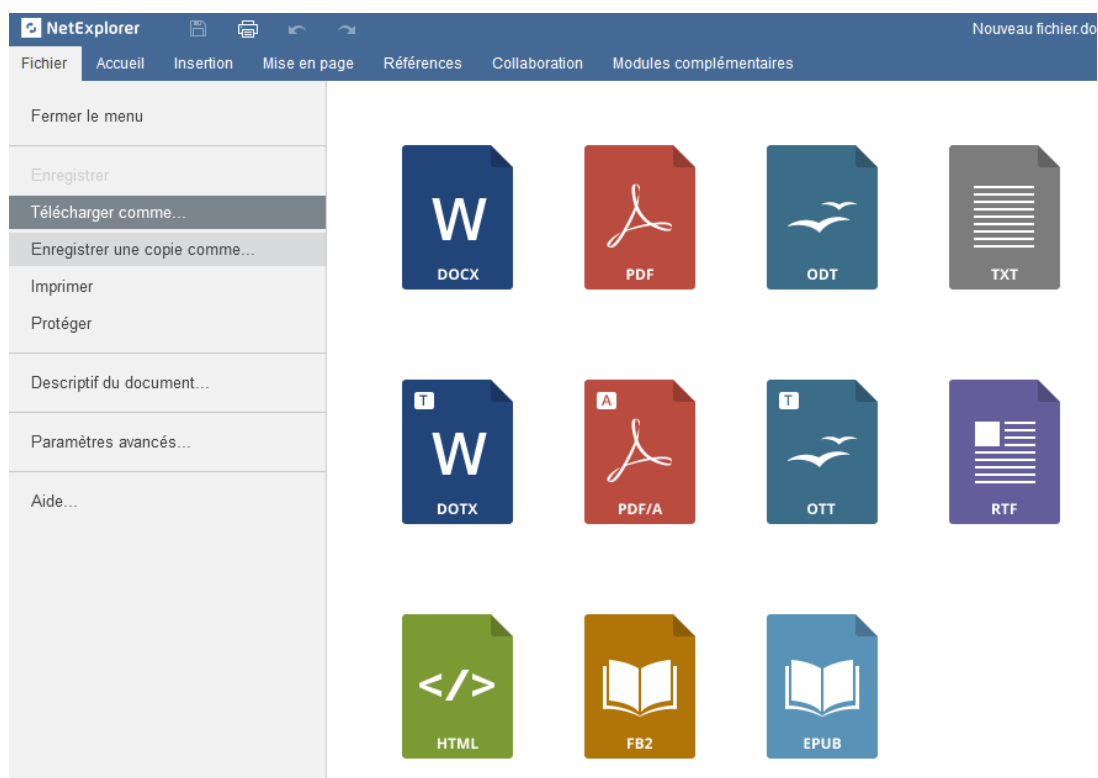 NetExplorer
Nouveau fichier.do
Fichier Accueil Insertion Mise en page Références Collaboration Modules complémentaires
Fermer le menu
Enregistrer
Télécharger comme...
Enregistrer une copie comme...
Imprimer
Protéger
Descriptif du document...
Paramètres avancés...
Aide...
W
DOCX
PDF
ODT
TXT
T
W
DOTX
A
PDF/A
T
OTT
RTF
</>
HTML
FB2
EPUB